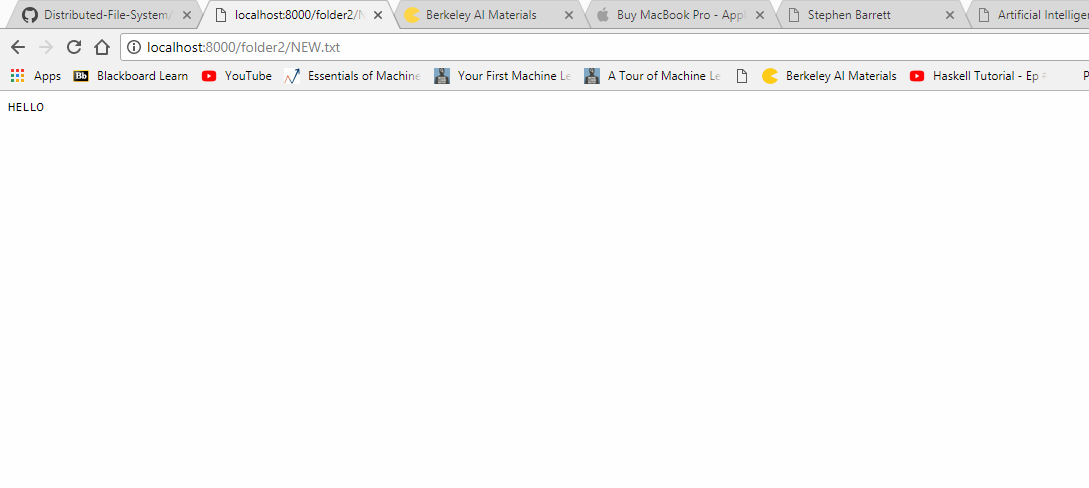 Distributed-File-System/ localhost:8000/folder2/N Berkeley AI Materials Buy MacBook Pro - Appl Stephen Barrett Artificial Intelligen
localhost:8000/folder2/NEW.txt
Apps Bb Blackboard Learn YouTube Essentials of Machine Your First Machine Le A Tour of Machine Le Berkeley AI Materials Haskell Tutorial - Ep P
HELLO